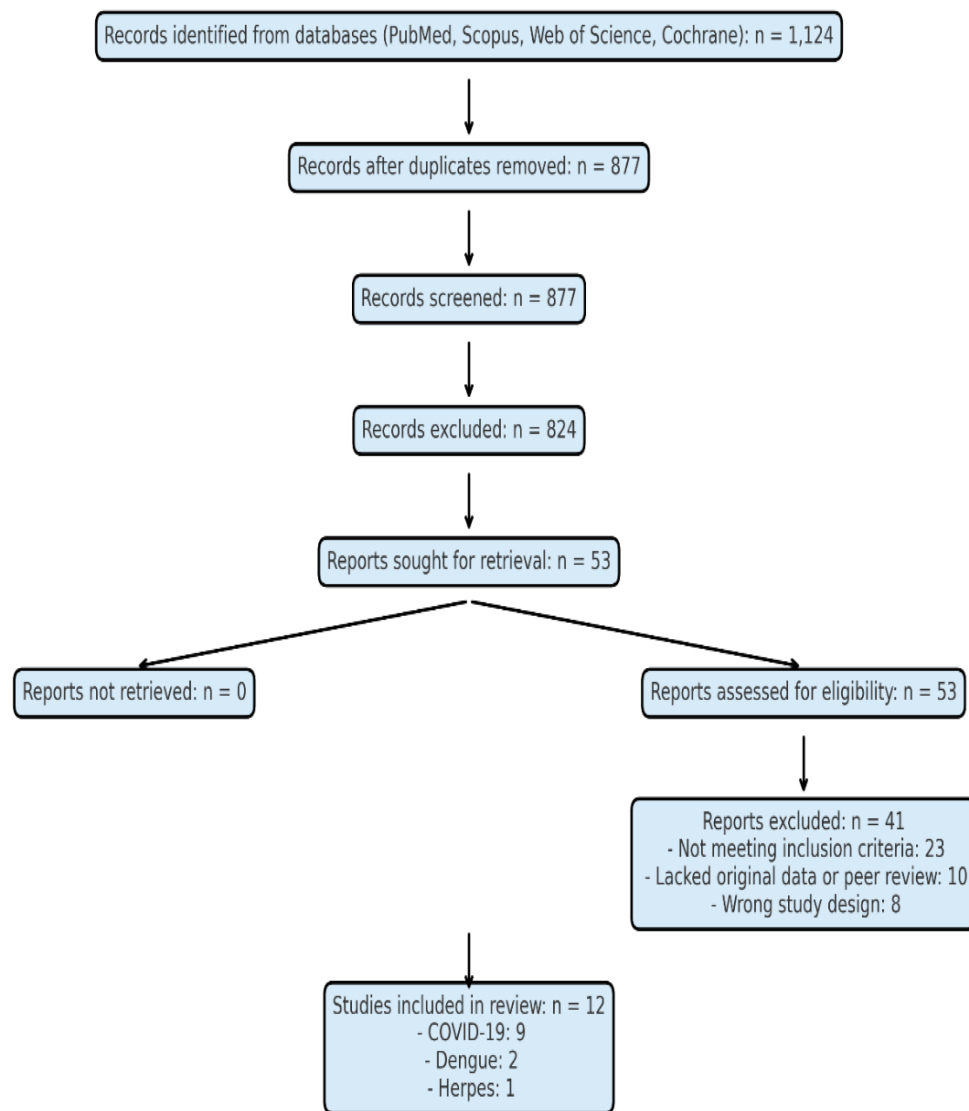 Records identified from databases (PubMed, Scopus, Web of Science, Cochrane): n = 1,124
Records after duplicates removed: n = 877
Records screened: n = 877
Records excluded: n = 824
Reports sought for retrieval: n = 53
Reports not retrieved: n = 0
Reports assessed for eligibility: n = 53
Reports excluded: n = 41
- Not meeting inclusion criteria: 23
- Lacked original data or peer review: 10
- Wrong study design: 8
Studies included in review: n = 12
- COVID-19: 9
- Dengue: 2
- Herpes: 1